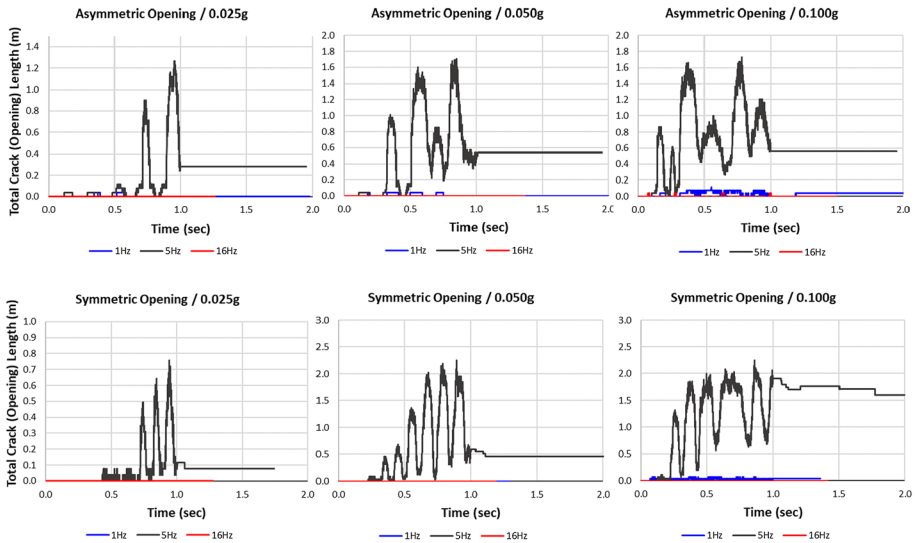 Asymmetric Opening / 0.025g
Asymmetric Opening / 0.050g
Asymmetric Opening / 0.100g
Total Crack (Opening) Length (m)
1.4
1.2
1.0
0.8
0.6
0.4
0.2
0.0
0.0 0.5 1.0 1.5 2.0
Time (sec)
1Hz 5Hz 16Hz
2.0
1.8
1.6
1.4
1.2
1.0
0.8
0.6
0.4
0.2
0.0
0.0 0.5 1.0 1.5 2.0
Time (sec)
1Hz 5Hz 16Hz
2.0
1.8
1.6
1.4
1.2
1.0
0.8
0.6
0.4
0.2
0.0
0.0 0.5 1.0 1.5 2.0
Time (sec)
1Hz 5Hz 16Hz
Symmetric Opening / 0.025g
Symmetric Opening / 0.050g
Symmetric Opening / 0.100g
Total Crack (Opening) Length (m)
1.0
0.9
0.8
0.7
0.6
0.5
0.4
0.3
0.2
0.1
0.0
0.0 0.5 1.0 1.5 2.0
Time (sec)
1Hz 5Hz 16Hz
3.0
2.5
2.0
1.5
1.0
0.5
0.0
0.0 0.5 1.0 1.5 2.0
Time (sec)
1Hz 5Hz 16Hz
3.0
2.5
2.0
1.5
1.0
0.5
0.0
0.0 0.5 1.0 1.5 2.0
Time (sec)
1Hz 5Hz 16Hz